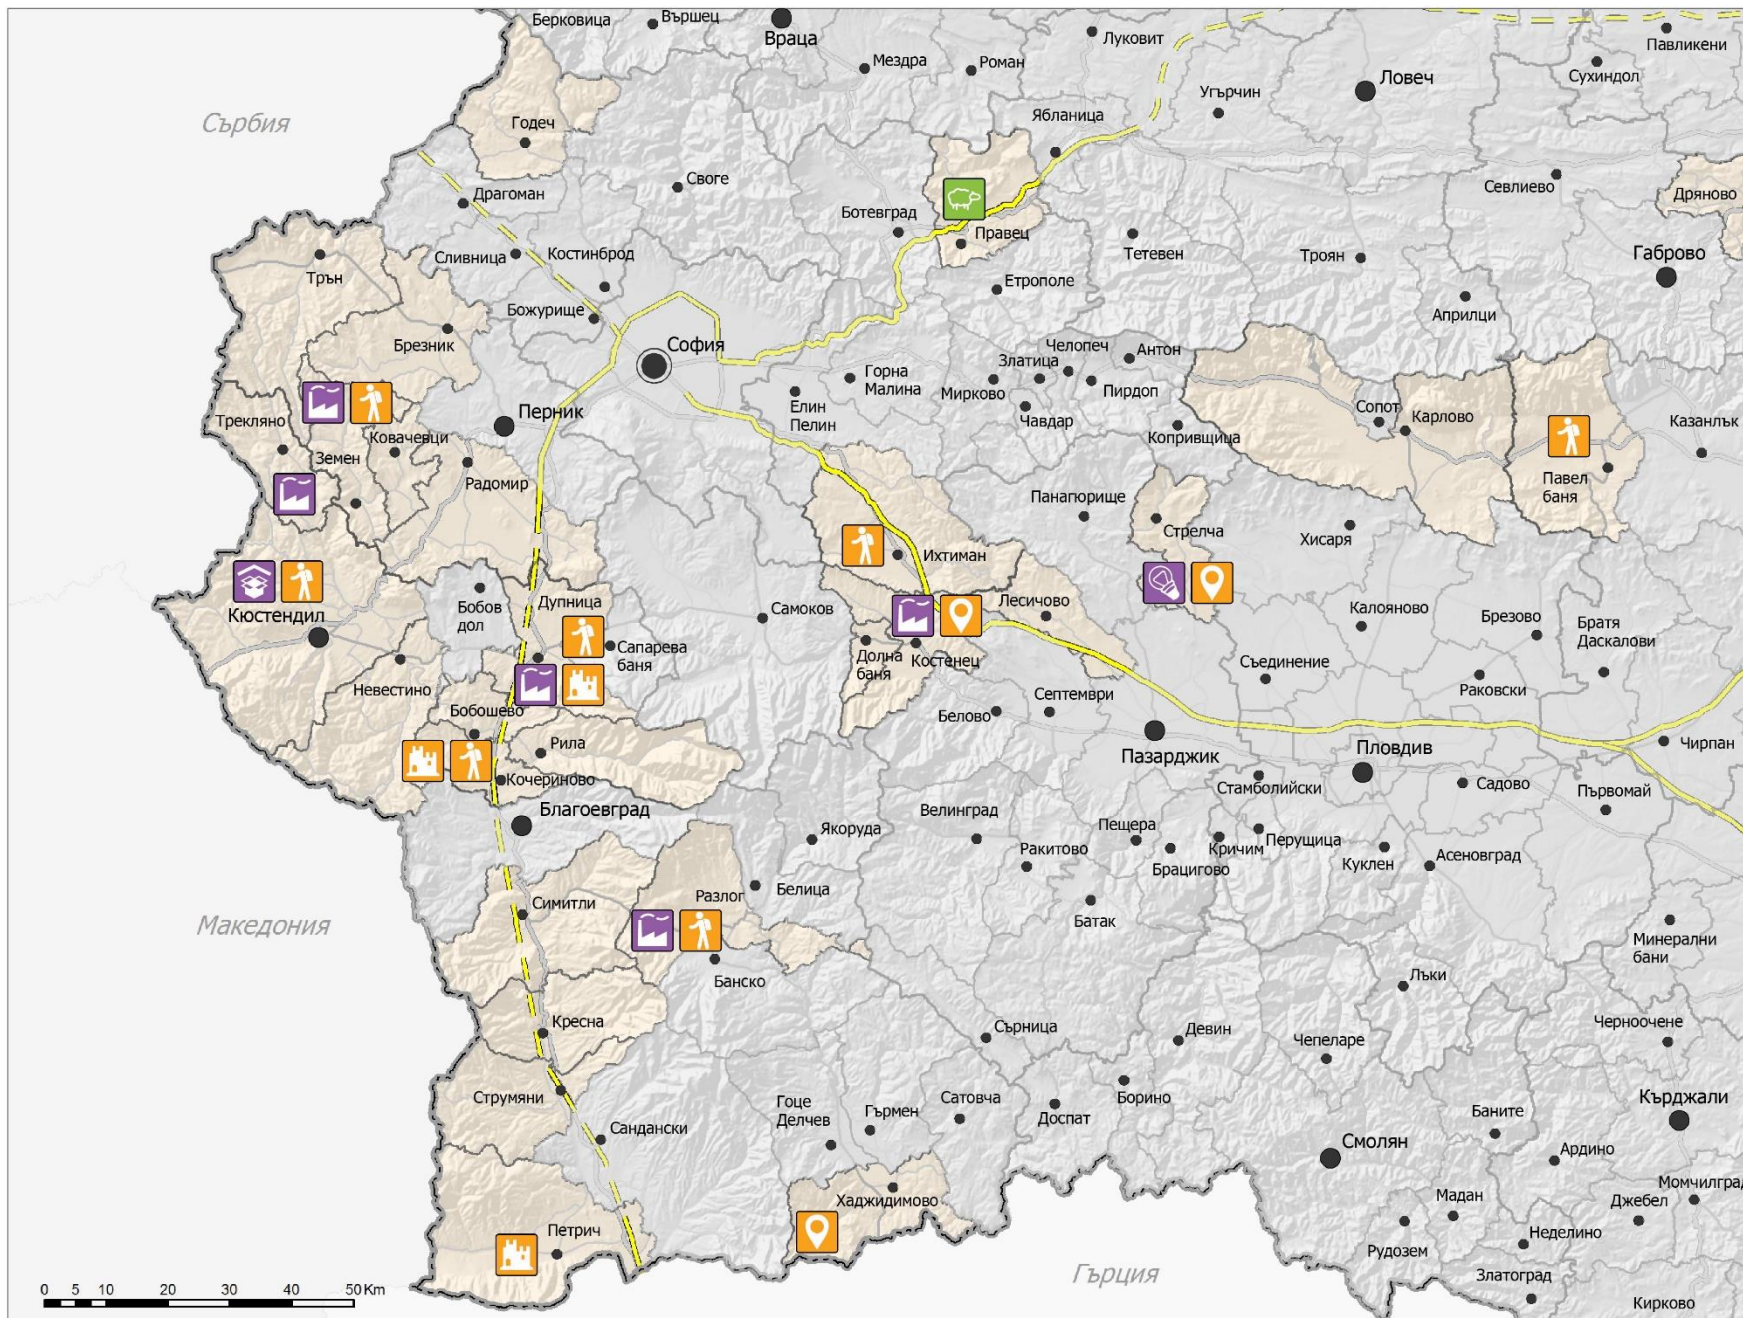 Берковица
Вършец
Враца
Мездра
Роман
Луковит
Ловеч
Угърчин
Павликени
Сухиндол
Сърбия
Годеч
Ябланица
Драгоман
Своге
Севлиево
Дряново
Ботевград
Правец
Тетевен
Троян
Габрово
Трън
Сливница
Костинброд
Етрополе
Априлци
Божурище
Брезник
София
Челопеч
Антон
Златица
Горна
Малина
Мирково
Пирдоп
Елин
Пелин
Чавдар
Сопот
Карлово
Казанлък
Копривщица
Перник
Трекляно
Ковачевци
Земен
Радомир
Павел
баня
Панагюрище
Стрелча
Хисаря
Ихтиман
Кюстендил
Бобов
дол
Дупница
Самоков
Лесичово
Калояново
Брезово
Братя
Даскалови
Сапарева
баня
Долна
баня
Костенец
Съединение
Раковски
Невестино
Бобошево
Септември
Белово
Рила
Пазарджик
Пловдив
Чирпан
Кочериново
Стамболийски
Садово
Първомай
Благоевград
Якоруда
Велинград
Пещера
Ракитово
Брацигово
Кричим
Перущица
Куклен
Асеновград
Белица
Разлог
Симитли
Батак
Македония
Минерални
бани
Банско
Лъки
Кресна
Сърница
Девин
Чепеларе
Черноочене
Струмяни
Гоце
Делчев
Гърмен
Сатовча
Доспат
Борино
Баните
Кърджали
Сандански
Смолян
Ардино
Момчилград
Хаджидимово
Мадан
Джебел
Петрич
Рудозем
Неделино
Гърция
Златоград
Кирково
0 5 10 20 30 40 50 Km